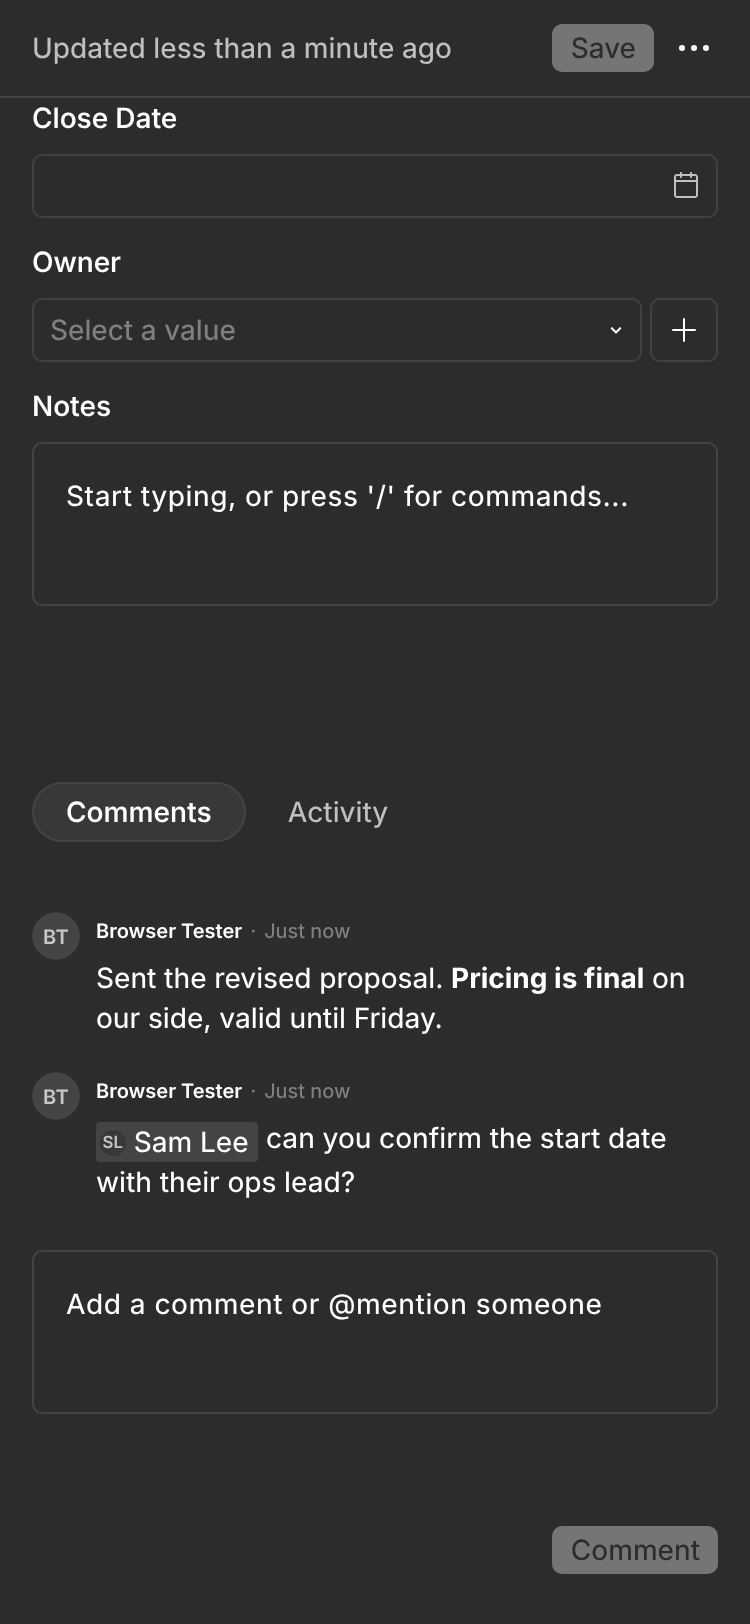 Updated less than a minute ago
Save
Close Date
Owner
Select a value
Notes
Start typing, or press '/' for commands...
Comments
Activity
BT
Browser Tester · Just now
Sent the revised proposal. Pricing is final on
our side, valid until Friday.
BT
Browser Tester · Just now
SL Sam Lee can you confirm the start date
with their ops lead?
Add a comment or @mention someone
Comment